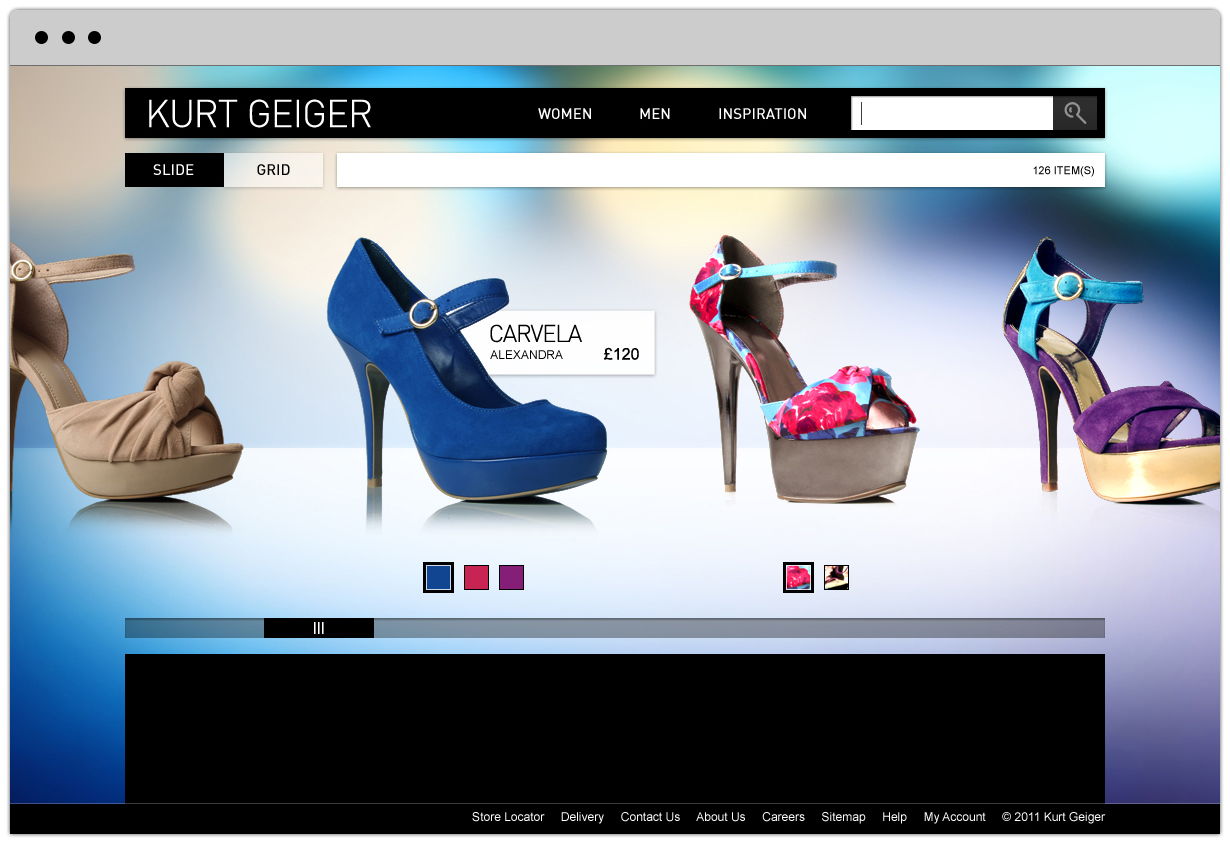 KURT GEIGER
WOMEN MEN INSPIRATION
SLIDE GRID
126 ITEM(S)
CARVELA
ALEXANDRA £120
Store Locator Delivery Contact Us About Us Careers Sitemap Help My Account © 2011 Kurt Geiger